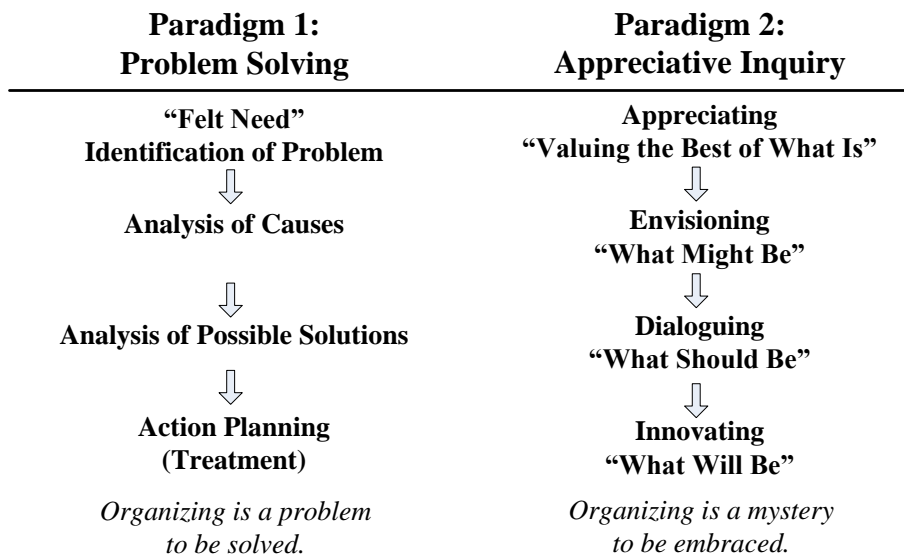 Paradigm 1:
Problem Solving
“Felt Need”
Identification of Problem
Analysis of Causes
Analysis of Possible Solutions
Action Planning
(Treatment)
Organizing is a problem
to be solved.
Paradigm 2:
Appreciative Inquiry
Appreciating
“Valuing the Best of What Is”
Envisioning
“What Might Be”
Dialoguing
“What Should Be”
Innovating
“What Will Be”
Organizing is a mystery
to be embraced.